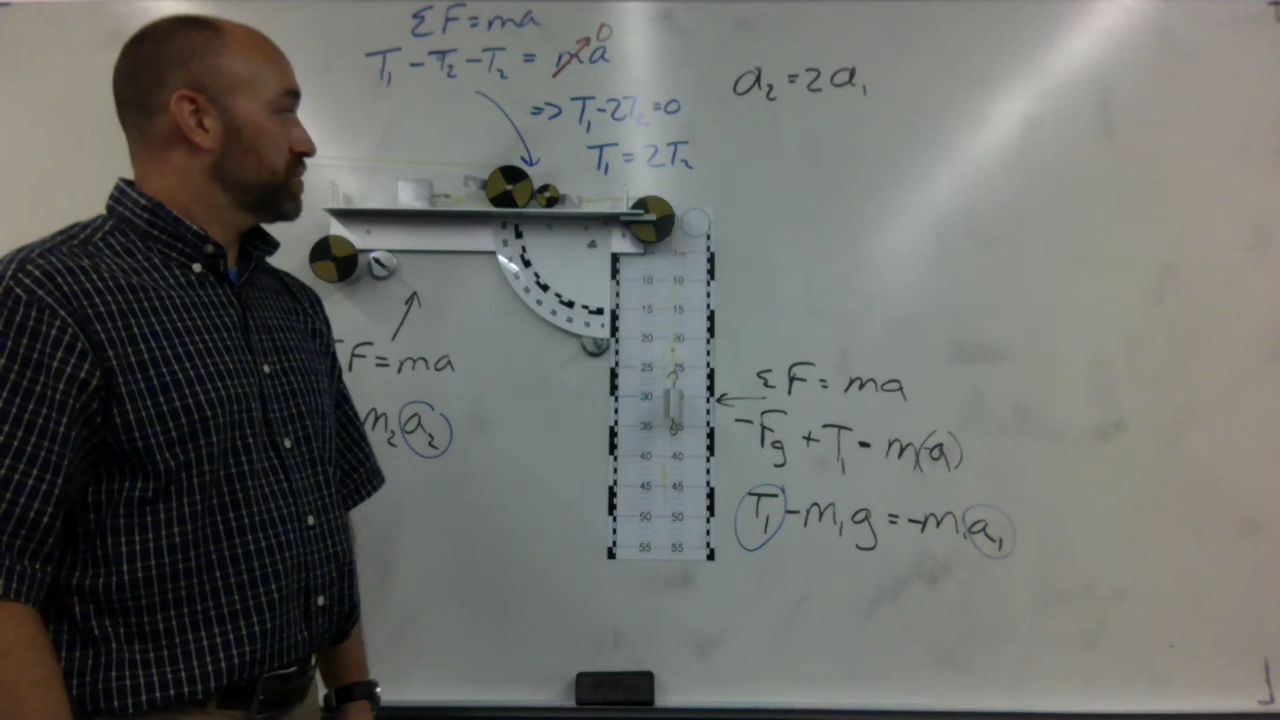 ΣF=ma
T₁-T₂-T₂=ma⁰
a₂=2a₁
⇒T₁-2T₂=0
T₁=2T₂
10 10
15 15
20 20
25 25
30 30
35 35
40 40
45 45
50 50
55 55
F=ma
m₂a₂
ΣF=ma
-Fg+T₁=m(-a)
T₁-m₁g=-m₁a₁